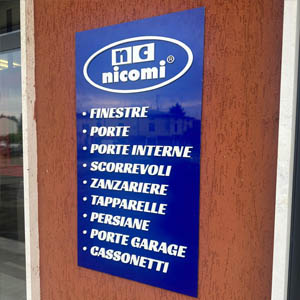 nc
nicomi®
• FINESTRE
• PORTE
• PORTE INTERNE
• SCORREVOLI
• ZANZARIERE
• TAPPARELLE
• PERSIANE
• PORTE GARAGE
• CASSONETTI